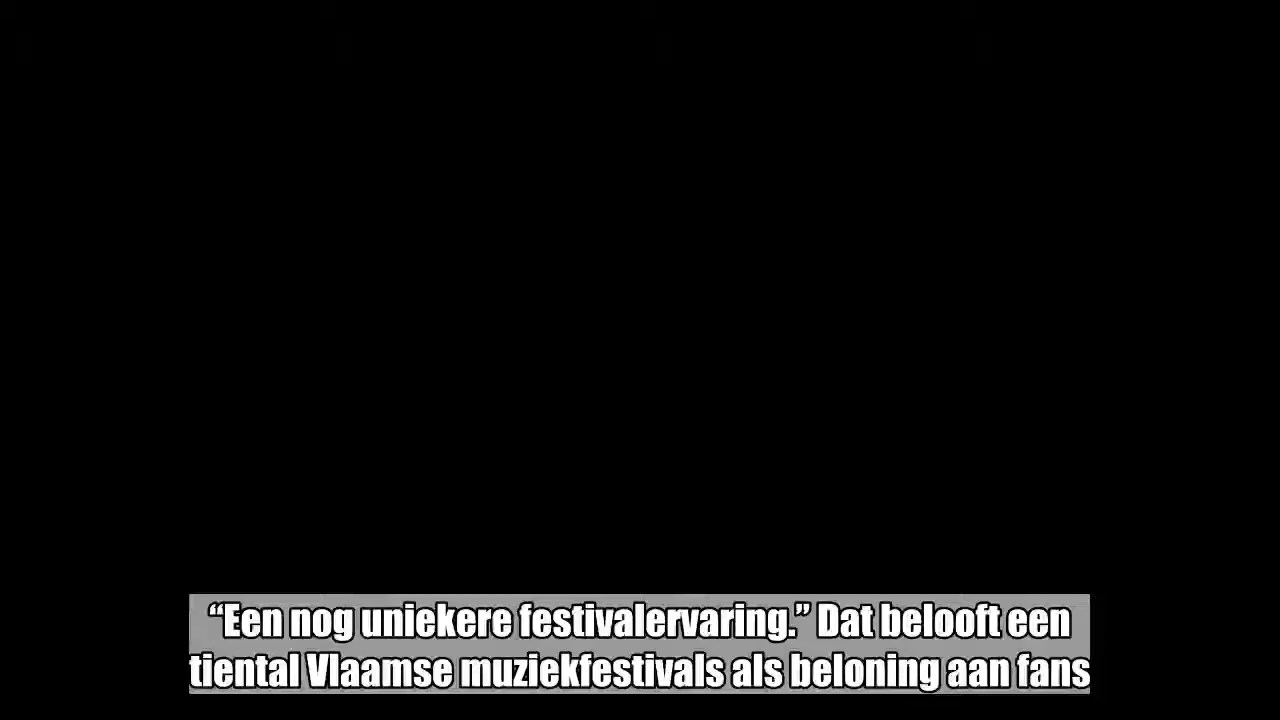 “Een nog uniekere festivalervaring.” Dat belooft een
tiental Vlaamse muziekfestivals als beloning aan fans